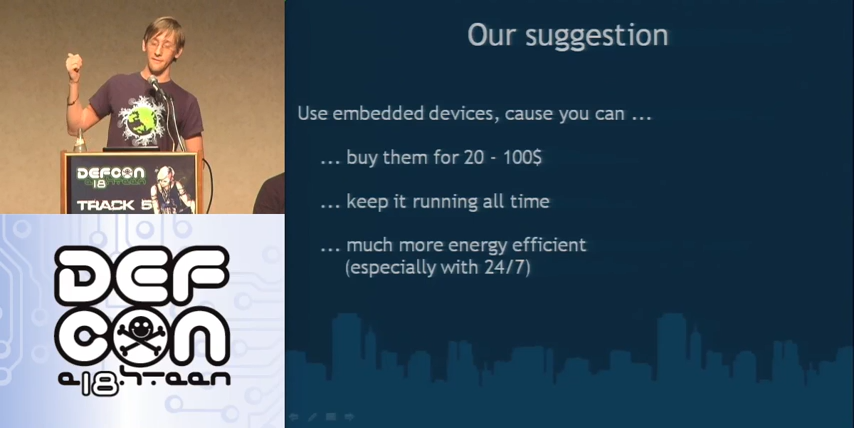 Our suggestion
Use embedded devices, cause you can ...
... buy them for 20 - 100$
... keep it running all time
... much more energy efficient
(especially with 24/7)
DEFCON
18
TRACK 5
DEF
CON
e18hteen